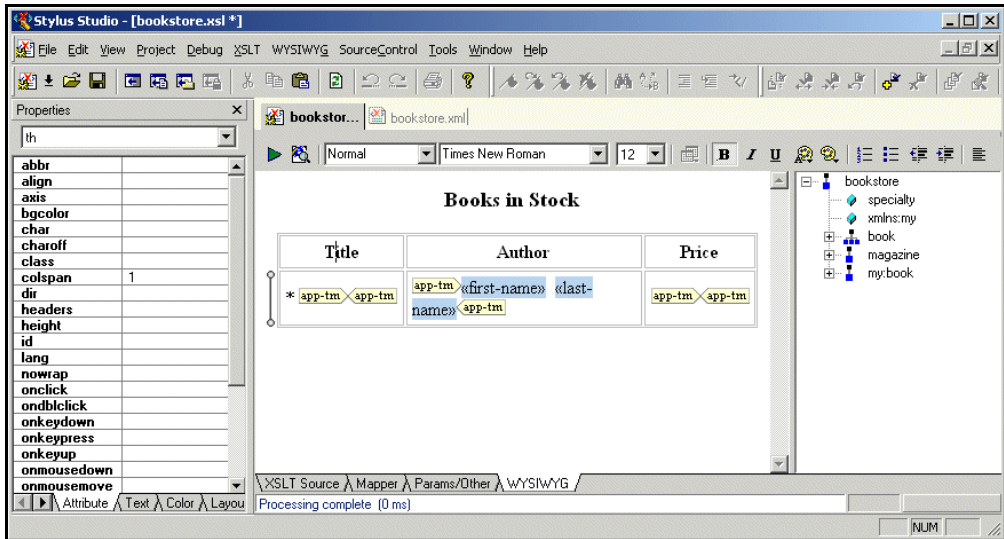 Stylus Studio - [bookstore.xsl *]
File Edit View Project Debug XSLT WYSIWYG SourceControl Tools Window Help
Properties
th
abbr
align
axis
bgcolor
char
charoff
class
colspan 1
dir
headers
height
id
lang
nowrap
onclick
ondblclick
onkeydown
onkeypress
onkeyup
onmousedown
onmousemove
Attribute Text Color Layou
bookstor... bookstore.xml
Normal Times New Roman 12 B I U
Books in Stock
Title Author Price
* app-tm app-tm app-tm «first-name» «last-name» app-tm app-tm app-tm
bookstore
specialty
xmlns:my
book
magazine
my:book
XSLT Source Mapper Params/Other WYSIWYG
Processing complete (0 ms)
NUM